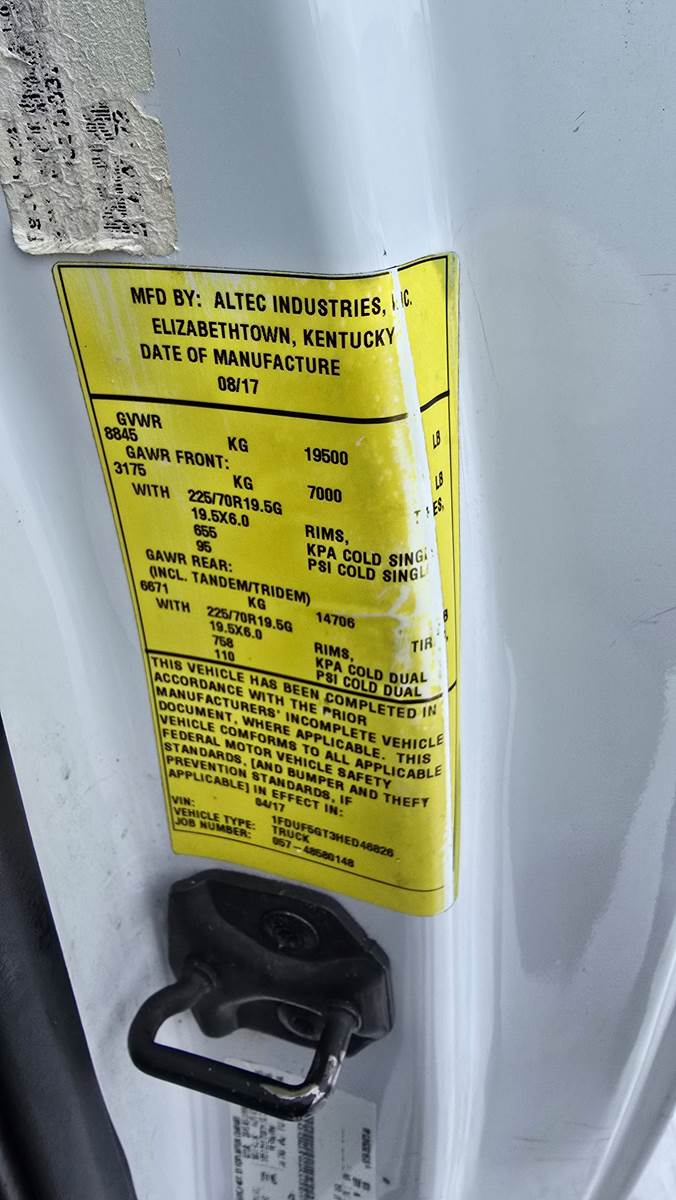 MFD BY: ALTEC INDUSTRIES, INC.
ELIZABETHTOWN, KENTUCKY
DATE OF MANUFACTURE
08/17
GVWR
8845 KG 19500 LB
GAWR FRONT:
3175 KG 7000 LB
WITH 225/70R19.5G TIRES,
19.5X6.0 RIMS,
655 KPA COLD SINGLE
95 PSI COLD SINGLE
GAWR REAR:
(INCL. TANDEM/TRIDEM)
6671 KG 14706 LB
WITH 225/70R19.5G TIRES,
19.5X6.0 RIMS,
758 KPA COLD DUAL
110 PSI COLD DUAL
THIS VEHICLE HAS BEEN COMPLETED IN
ACCORDANCE WITH THE PRIOR
MANUFACTURERS' INCOMPLETE VEHICLE
DOCUMENT, WHERE APPLICABLE. THIS
VEHICLE COMFORMS TO ALL APPLICABLE
FEDERAL MOTOR VEHICLE SAFETY
STANDARDS, [AND BUMPER AND THEFT
PREVENTION STANDARDS, IF
APPLICABLE] IN EFFECT IN:
04/17
VIN: 1FDUF5GT3HED46826
VEHICLE TYPE: TRUCK
JOB NUMBER: 057-48580148